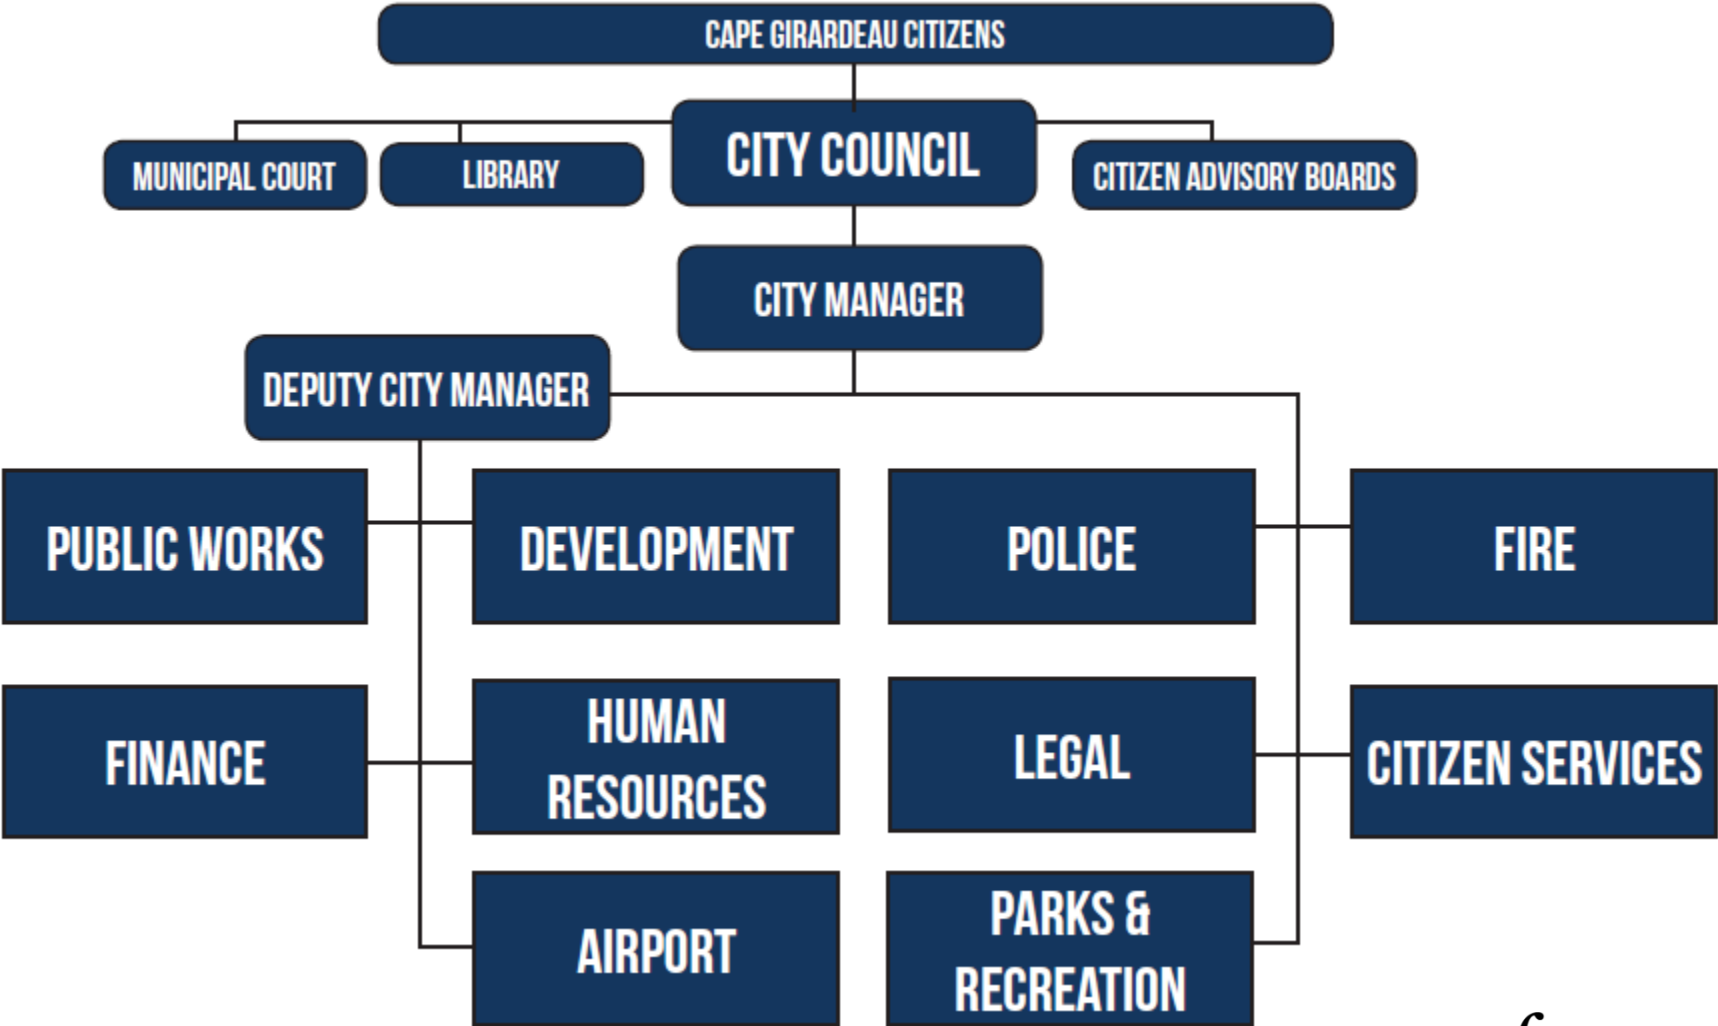 CAPE GIRARDEAU CITIZENS
CITY COUNCIL
MUNICIPAL COURT
LIBRARY
CITIZEN ADVISORY BOARDS
CITY MANAGER
DEPUTY CITY MANAGER
PUBLIC WORKS
DEVELOPMENT
POLICE
FIRE
FINANCE
HUMAN
RESOURCES
LEGAL
CITIZEN SERVICES
AIRPORT
PARKS &
RECREATION